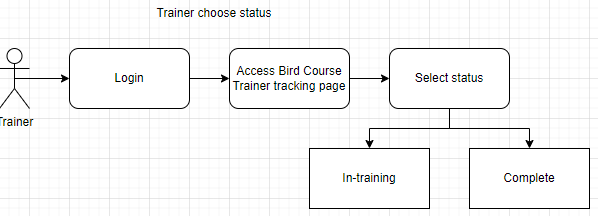 Trainer choose status
Login
Access Bird Course
Trainer tracking page
Select status
Trainer
In-training
Complete